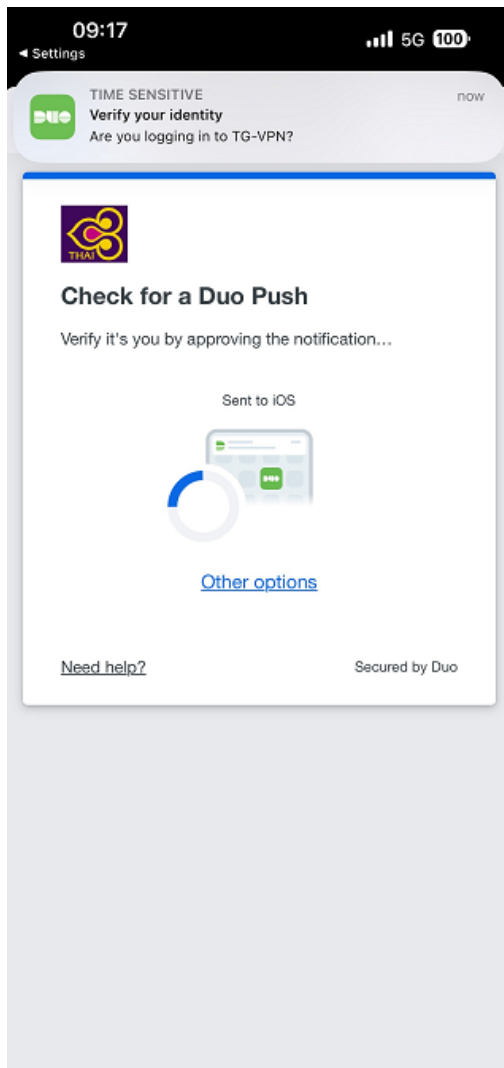 09:17
◀ Settings
5G 100
TIME SENSITIVE
now
Verify your identity
Are you logging in to TG-VPN?
DUO
THAI
Check for a Duo Push
Verify it's you by approving the notification...
Sent to iOS
DUO
Other options
Need help?
Secured by Duo